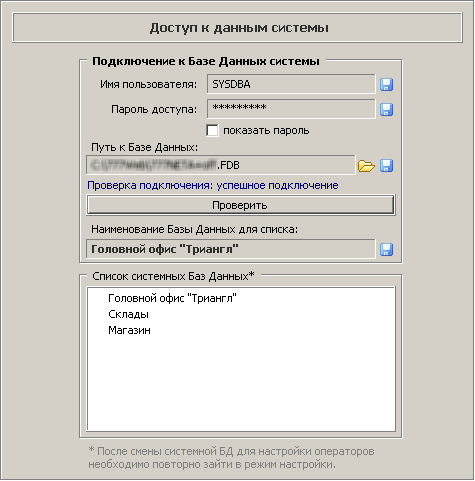 Доступ к данным системы
Подключение к Базе Данных системы
Имя пользователя: SYSDBA
Пароль доступа: *********
показать пароль
Путь к Базе Данных:
.FDB
Проверка подключения: успешное подключение
Проверить
Наименование Базы Данных для списка:
Головной офис "Триангл"
Список системных Баз Данных*
Головной офис "Триангл"
Склады
Магазин
* После смены системной БД для настройки операторов
необходимо повторно зайти в режим настройки.